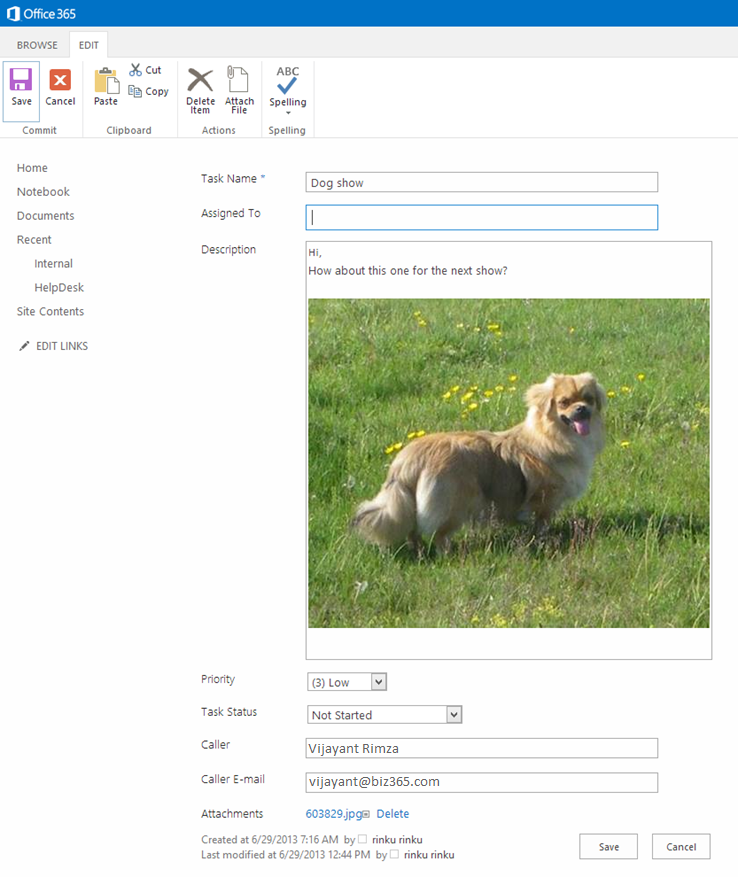 Office 365
BROWSE EDIT
Save Cancel Paste Cut Copy Delete Item Attach File ABC Spelling
Commit Clipboard Actions Spelling
Home
Notebook
Documents
Recent
Internal
HelpDesk
Site Contents
EDIT LINKS
Task Name * Dog show
Assigned To
Description
Hi,
How about this one for the next show?
Priority (3) Low
Task Status Not Started
Caller Vijayant Rimza
Caller E-mail vijayant@biz365.com
Attachments 603829.jpg Delete
Created at 6/29/2013 7:16 AM by rinku rinku
Last modified at 6/29/2013 12:44 PM by rinku rinku
Save Cancel